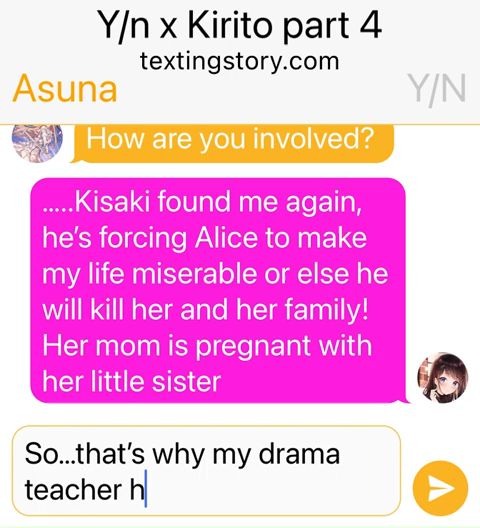 Y/n x Kirito part 4
textingstory.com
Asuna
Y/N
How are you involved?
.....Kisaki found me again,
he's forcing Alice to make
my life miserable or else he
will kill her and her family!
Her mom is pregnant with
her little sister
So...that's why my drama
teacher h